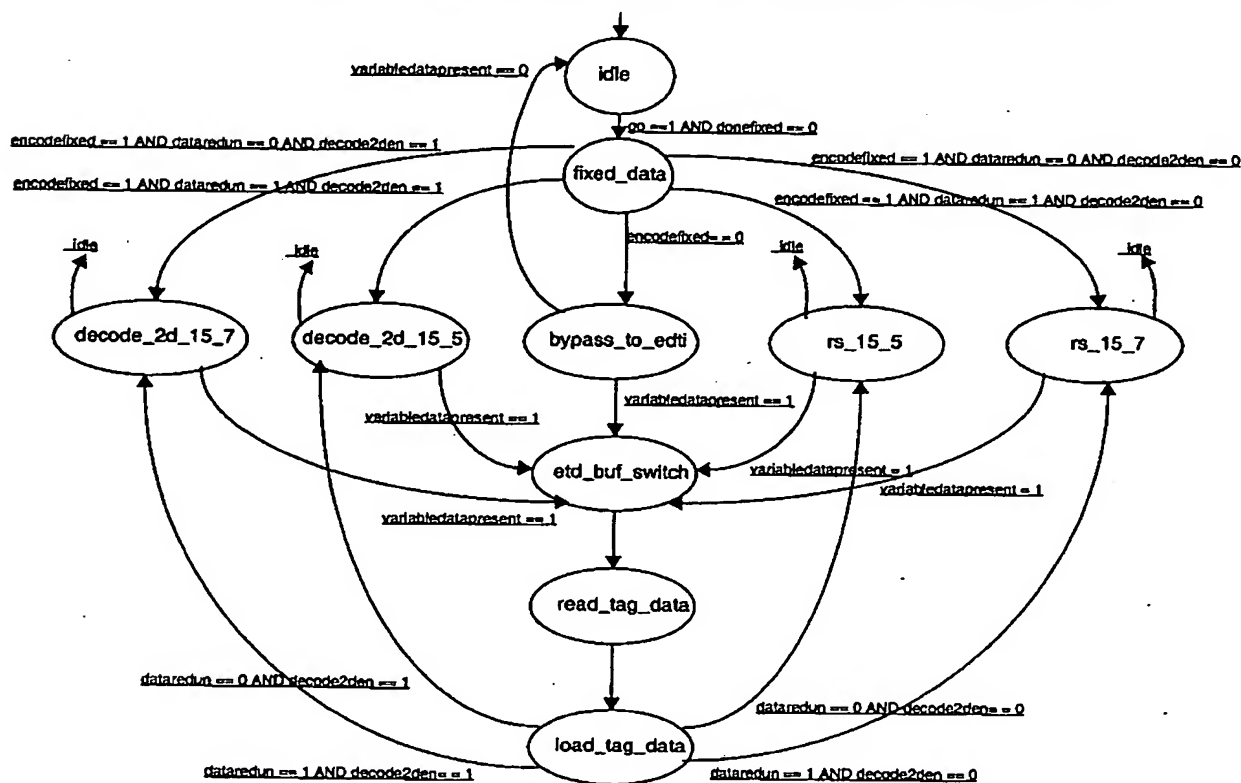 idle
variabledatapresent == 0
go ==1 AND donefixed == 0
encodefixed == 1 AND dataredun == 0 AND decode2den == 1
encodefixed == 1 AND dataredun == 0 AND decode2den == 0
fixed_data
encodefixed == 1 AND dataredun == 1 AND decode2den == 1
encodefixed == 1 AND dataredun == 1 AND decode2den == 0
encodefixed= = 0
_idle
_idle
_idle
_idle
decode_2d_15_7
decode_2d_15_5
bypass_to_edti
rs_15_5
rs_15_7
variabledatapresent == 1
variabledatapresent == 1
etd_buf_switch
variabledatapresent = 1
variabledatapresent = 1
variabledatapresent == 1
read_tag_data
dataredun == 0 AND decode2den == 1
dataredun == 0 AND decode2den= = 0
load_tag_data
dataredun == 1 AND decode2den= = 1
dataredun == 1 AND decode2den == 0